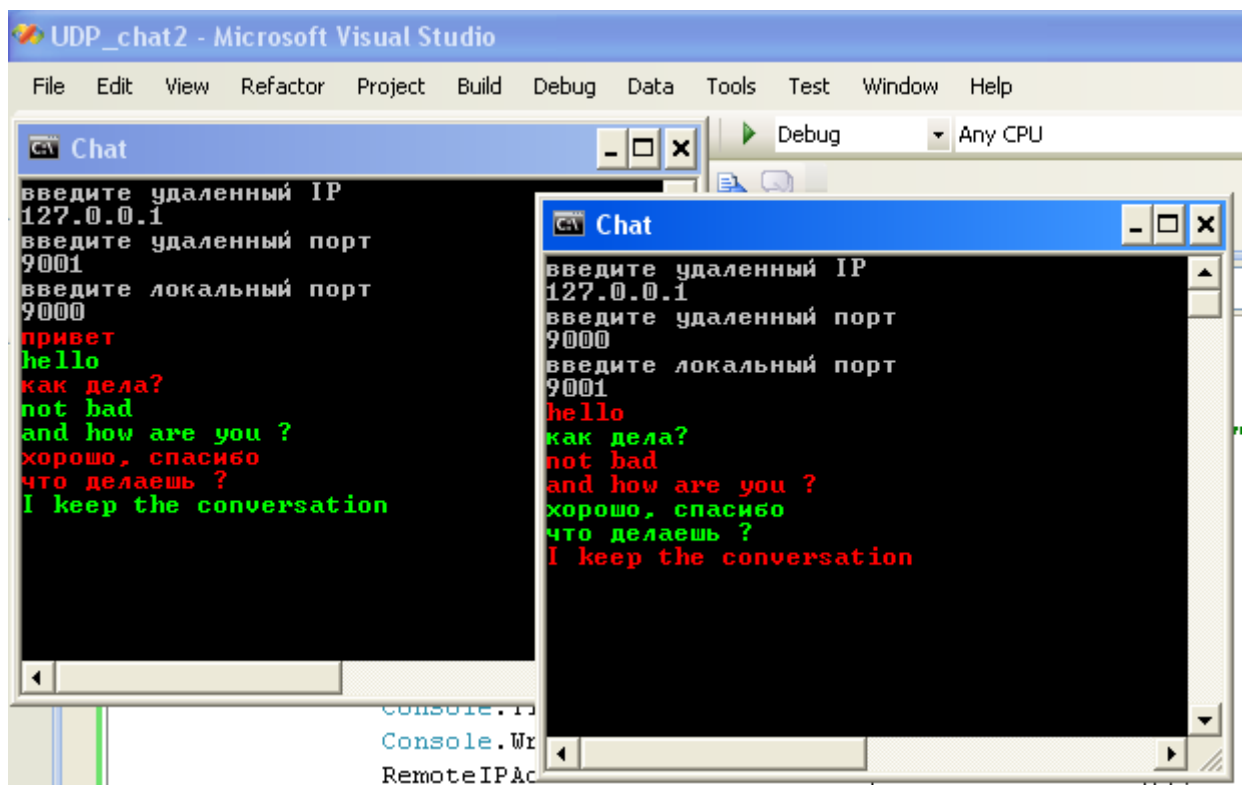 UDP_chat2 - Microsoft Visual Studio
File Edit View Refactor Project Build Debug Data Tools Test Window Help
Debug Any CPU
Chat
введите удаленный IP
127.0.0.1
введите удаленный порт
9001
введите локальный порт
9000
привет
hello
как дела?
not bad
and how are you ?
хорошо, спасибо
что делаешь ?
I keep the conversation
Chat
введите удаленный IP
127.0.0.1
введите удаленный порт
9000
введите локальный порт
9001
hello
как дела?
not bad
and how are you ?
хорошо, спасибо
что делаешь ?
I keep the conversation
Console.
Console.Wr
RemoteIPAd